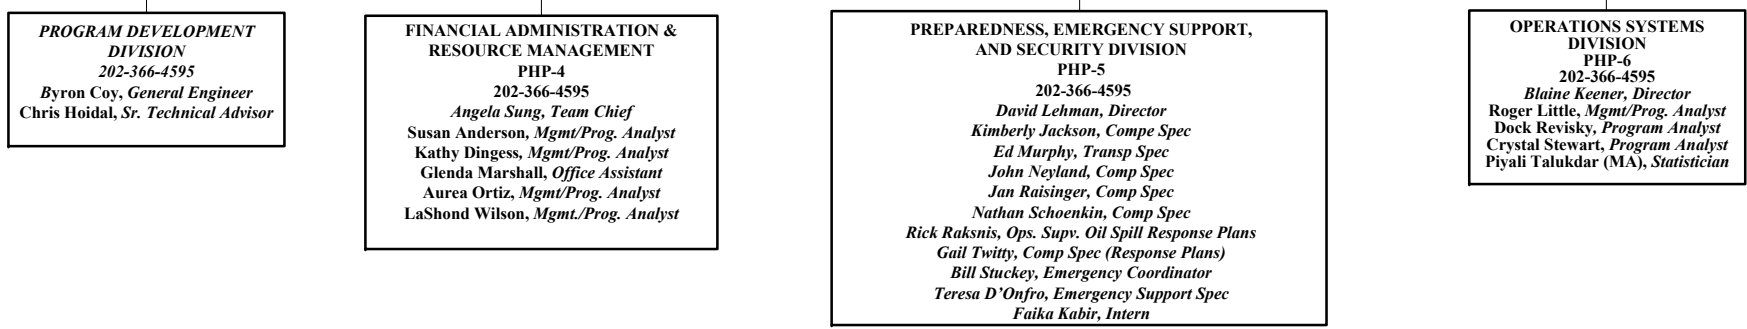 PROGRAM DEVELOPMENT
DIVISION
202-366-4595
Byron Coy, General Engineer
Chris Hoidal, Sr. Technical Advisor
FINANCIAL ADMINISTRATION &
RESOURCE MANAGEMENT
PHP-4
202-366-4595
Angela Sung, Team Chief
Susan Anderson, Mgmt/Prog. Analyst
Kathy Dingess, Mgmt/Prog. Analyst
Glenda Marshall, Office Assistant
Aurea Ortiz, Mgmt/Prog. Analyst
LaShond Wilson, Mgmt./Prog. Analyst
PREPAREDNESS, EMERGENCY SUPPORT,
AND SECURITY DIVISION
PHP-5
202-366-4595
David Lehman, Director
Kimberly Jackson, Compe Spec
Ed Murphy, Transp Spec
John Neyland, Comp Spec
Jan Raisinger, Comp Spec
Nathan Schoenkin, Comp Spec
Rick Raksnis, Ops. Supv. Oil Spill Response Plans
Gail Twitty, Comp Spec (Response Plans)
Bill Stuckey, Emergency Coordinator
Teresa D’Onfro, Emergency Support Spec
Faika Kabir, Intern
OPERATIONS SYSTEMS
DIVISION
PHP-6
202-366-4595
Blaine Keener, Director
Roger Little, Mgmt/Prog. Analyst
Dock Revisky, Program Analyst
Crystal Stewart, Program Analyst
Piyali Talukdar (MA), Statistician